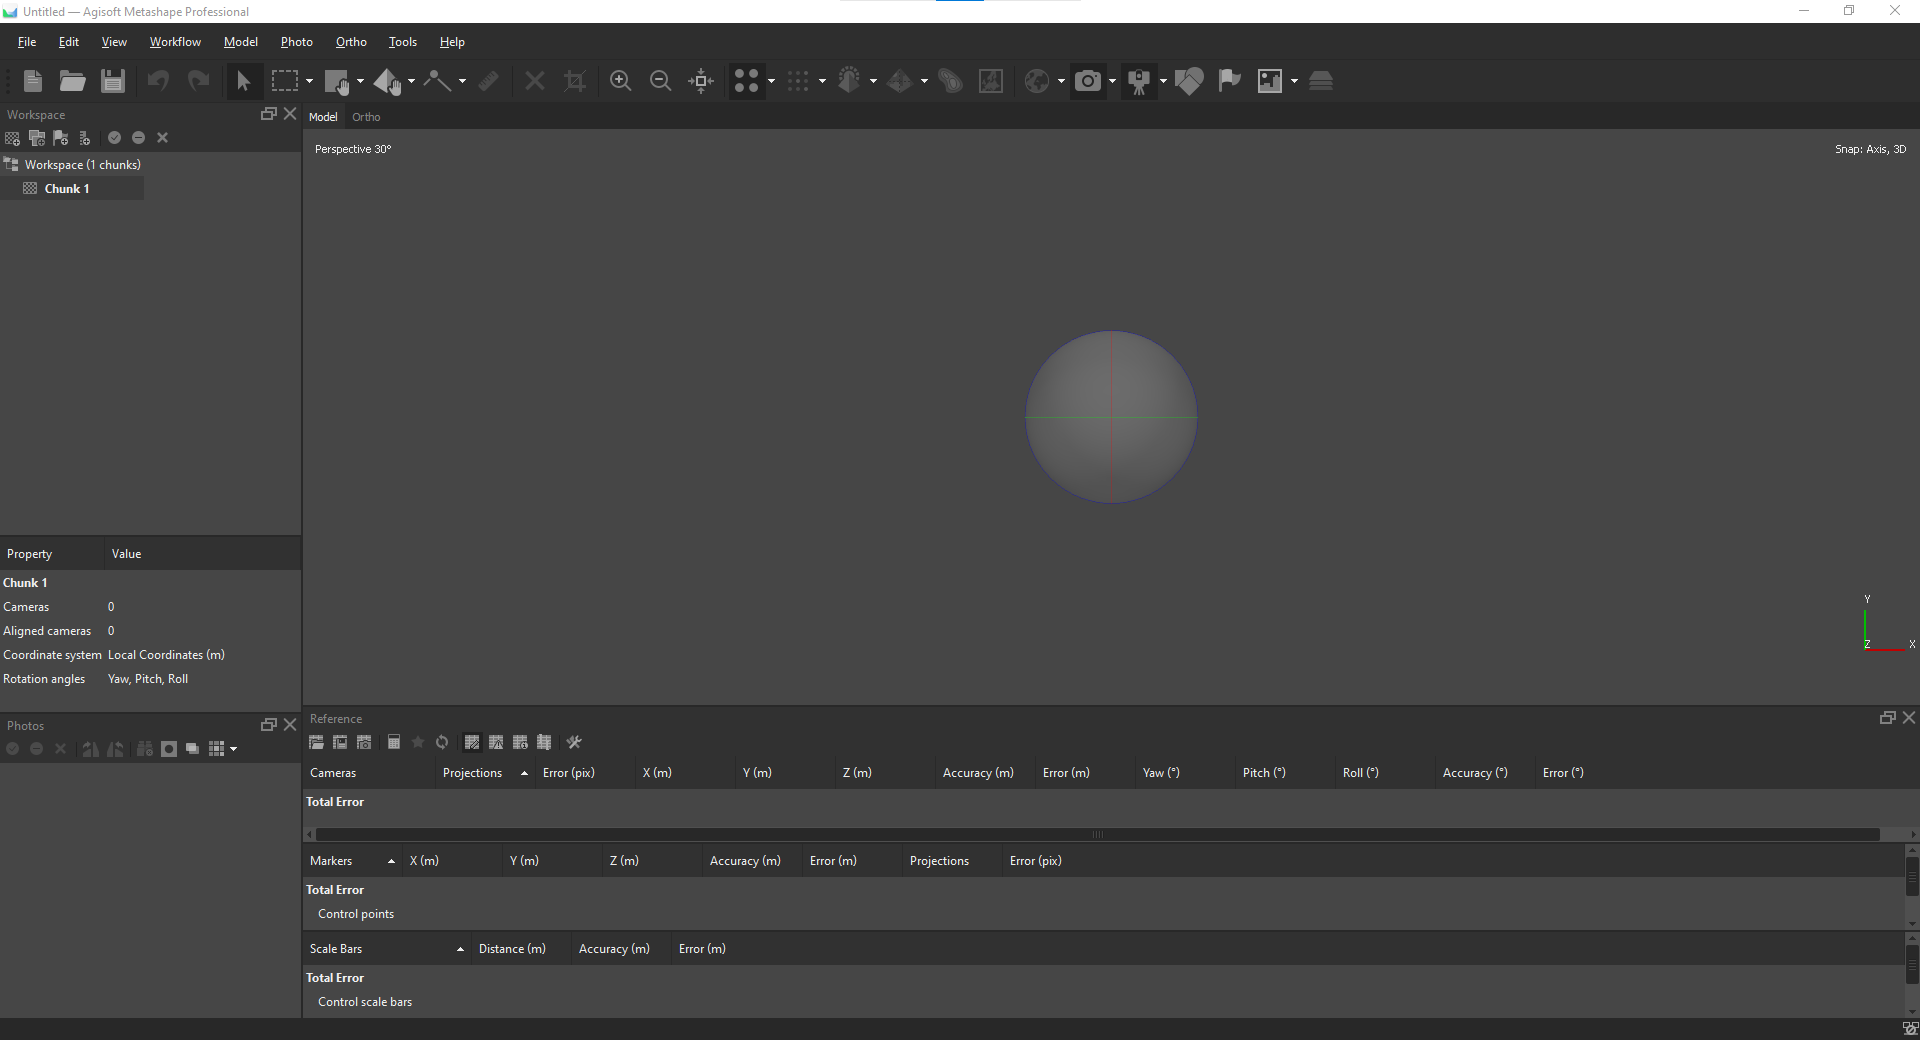 Untitled — Agisoft Metashape Professional
File Edit View Workflow Model Photo Ortho Tools Help
Workspace
Workspace (1 chunks)
Chunk 1
Property Value
Chunk 1
Cameras 0
Aligned cameras 0
Coordinate system Local Coordinates (m)
Rotation angles Yaw, Pitch, Roll
Photos
Model Ortho
Perspective 30°
Snap: Axis, 3D
Y
Z X
Reference
Cameras Projections Error (pix) X (m) Y (m) Z (m) Accuracy (m) Error (m) Yaw (°) Pitch (°) Roll (°) Accuracy (°) Error (°)
Total Error
Markers X (m) Y (m) Z (m) Accuracy (m) Error (m) Projections Error (pix)
Total Error
Control points
Scale Bars Distance (m) Accuracy (m) Error (m)
Total Error
Control scale bars